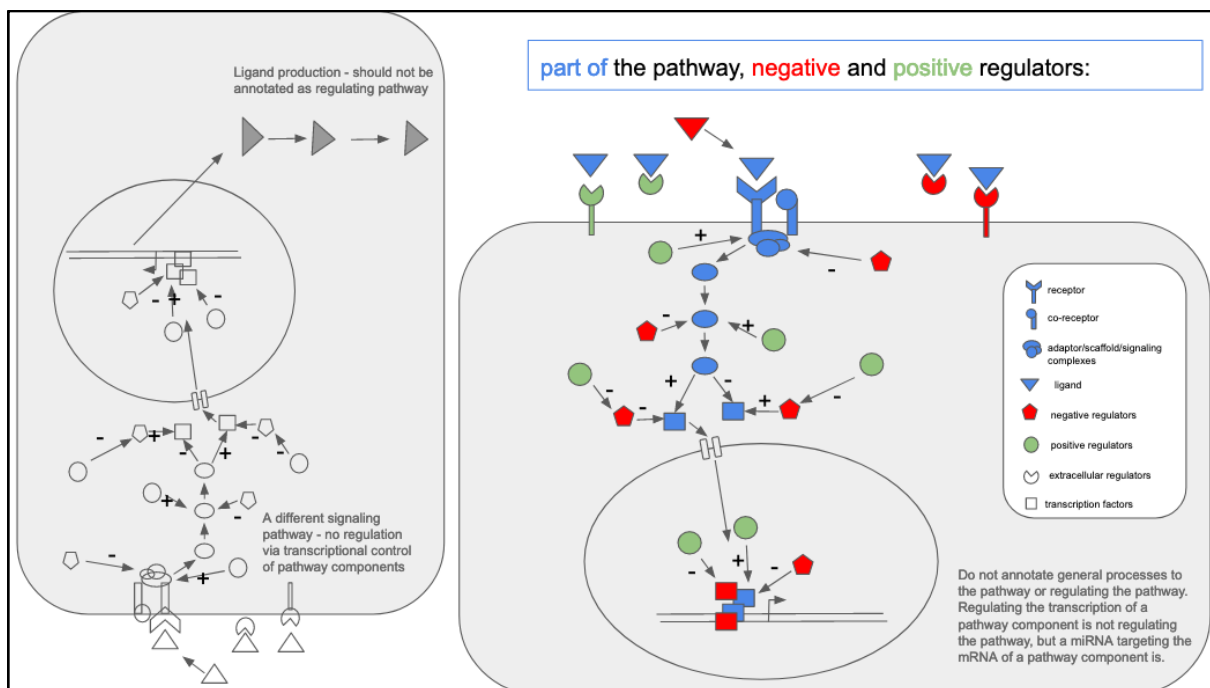 Ligand production - should not be
annotated as regulating pathway
part of the pathway, negative and positive regulators:
+
-
-
+
-
+
-
-
+
-
-
+
-
-
+
-
receptor
co-receptor
adaptor/scaffold/signaling
complexes
ligand
negative regulators
positive regulators
extracellular regulators
transcription factors
-
+
-
+
-
+
-
+
-
-
+
A different signaling
pathway - no regulation
via transcriptional control
of pathway components
Do not annotate general processes to
the pathway or regulating the pathway.
Regulating the transcription of a
pathway component is not regulating
the pathway, but a miRNA targeting the
mRNA of a pathway component is.